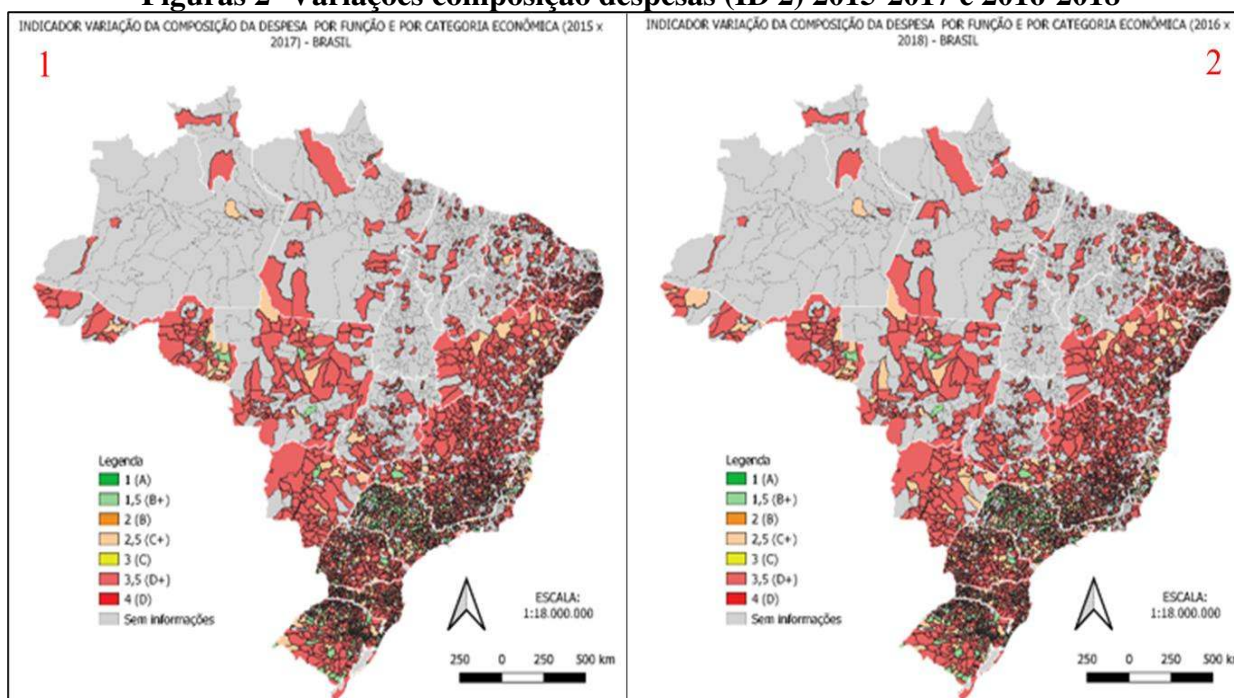 Figuras 2- Variações composição despesas (ID 2) 2015-2017 e 2016-2018
INDICADOR VARIAÇÃO DA COMPOSIÇÃO DA DESPESA POR FUNÇÃO E POR CATEGORIA ECONÔMICA (2015 x
2017) - BRASIL
1
Legenda
1 (A)
1,5 (B+)
2 (B)
2,5 (C+)
3 (C)
3,5 (D+)
4 (D)
Sem informações
ESCALA:
1:18.000.000
250 0 250 500 km
INDICADOR VARIAÇÃO DA COMPOSIÇÃO DA DESPESA POR FUNÇÃO E POR CATEGORIA ECONÔMICA (2016 x
2018) - BRASIL
2
Legenda
1 (A)
1,5 (B+)
2 (B)
2,5 (C+)
3 (C)
3,5 (D+)
4 (D)
Sem informações
ESCALA:
1:18.000.000
250 0 250 500 km